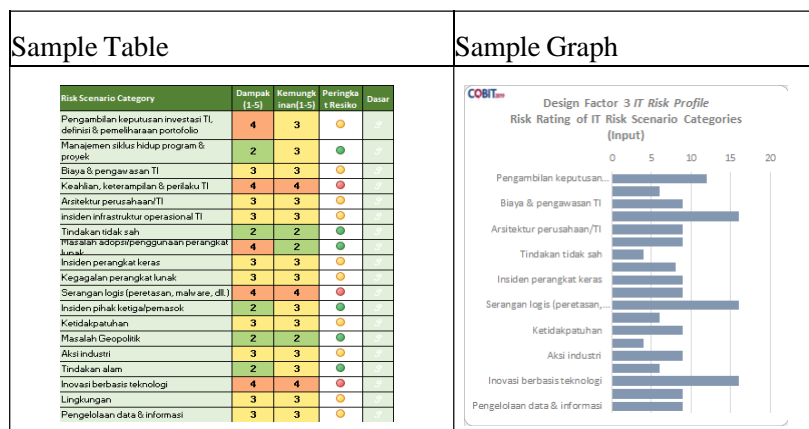 Sample Table
Sample Graph
Risk Scenario Category
Dampak
(1-5)
Kemungk
inan(1-5)
Peringka
t Resiko
Dasar
Pengambilan keputusan investasi TI,
definisi & pemeliharaan portofolio
4
3
Manajemen siklus hidup program &
proyek
2
3
Biaya & pengawasan TI
3
3
Keahlian, keterampilan & perilaku TI
4
4
Arsitektur perusahaan/TI
3
3
insiden infrastruktur operasional TI
3
3
Tindakan tidak sah
2
2
Masalah adopsi/penggunaan perangkat
lunak
4
2
Insiden perangkat keras
3
3
Kegagalan perangkat lunak
3
3
Serangan logis (peretasan, malware, dll.)
4
4
Insiden pihak ketiga/pemasok
2
3
Ketidakpatuhan
3
3
Masalah Geopolitik
2
2
Aksi industri
3
3
Tindakan alam
2
3
Inovasi berbasis teknologi
4
4
Lingkungan
3
3
Pengelolaan data & informasi
3
3
COBIT
Design Factor 3 IT Risk Profile
Risk Rating of IT Risk Scenario Categories
(Input)
0 5 10 15 20
Pengambilan keputusan...
Biaya & pengawasan TI
Arsitektur perusahaan/TI
Tindakan tidak sah
Insiden perangkat keras
Serangan logis (peretasan,...
Ketidakpatuhan
Aksi industri
Inovasi berbasis teknologi
Pengelolaan data & informasi